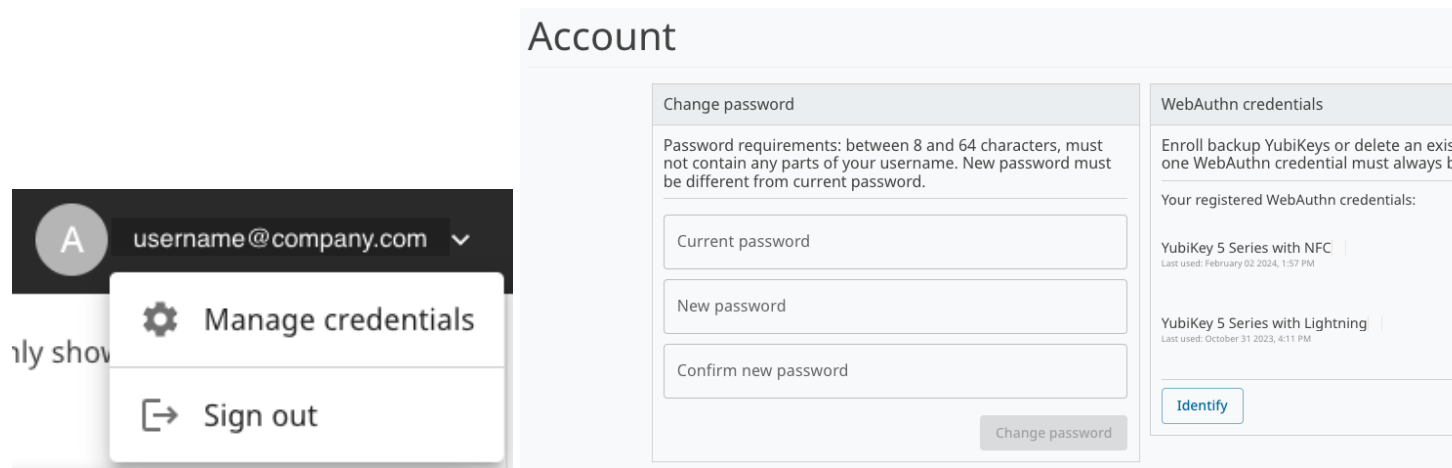 A
username@company.com
Manage credentials
Sign out
Account
Change password
Password requirements: between 8 and 64 characters, must
not contain any parts of your username. New password must
be different from current password.
Current password
New password
Confirm new password
Change password
WebAuthn credentials
Enroll backup YubiKeys or delete an
one WebAuthn credential must always
Your registered WebAuthn credentials:
YubiKey 5 Series with NFC
Last used: February 02 2024, 1:57 PM
YubiKey 5 Series with Lightning
Last used: October 31 2023, 4:11 PM
Identify